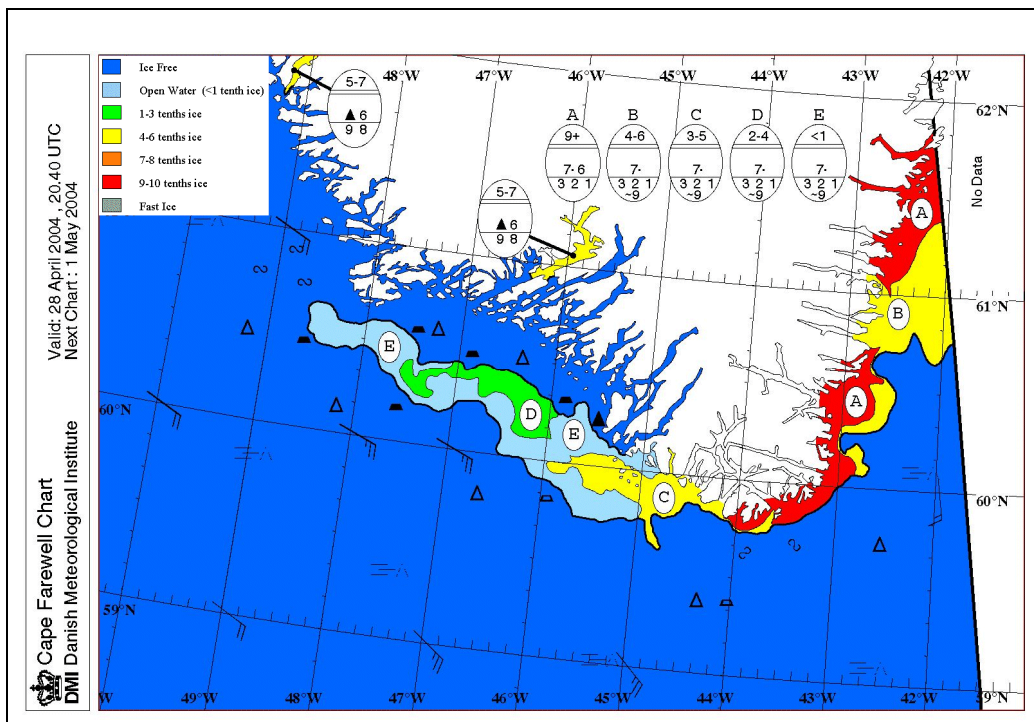 48°W
47°W
46°W
45°W
44°W
43°W
42°W
Ice Free
Open Water (<1 tenth ice)
1-3 tenths ice
4-6 tenths ice
7-8 tenths ice
9-10 tenths ice
Fast Ice
5-7
▲ 6
9 8
A
B
C
D
E
9+
4-6
3-5
2-4
<1
7· 6
7·
7·
7·
7·
3 2 1
3 2 1
3 2 1
3 2 1
3 2 1
~9
~9
~9
~9
5-7
▲ 6
9 8
62°N
No Data
A
61°N
B
E
A
D
E
60°N
C
60°N
59°N
59°N
W
48°W
47°W
46°W
45°W
44°W
43°W
42°W
Valid: 28 April 2004 , 20.40 UTC
Next Chart : 1 May 2004
Cape Farewell Chart
DMI Danish Meteorological Institute